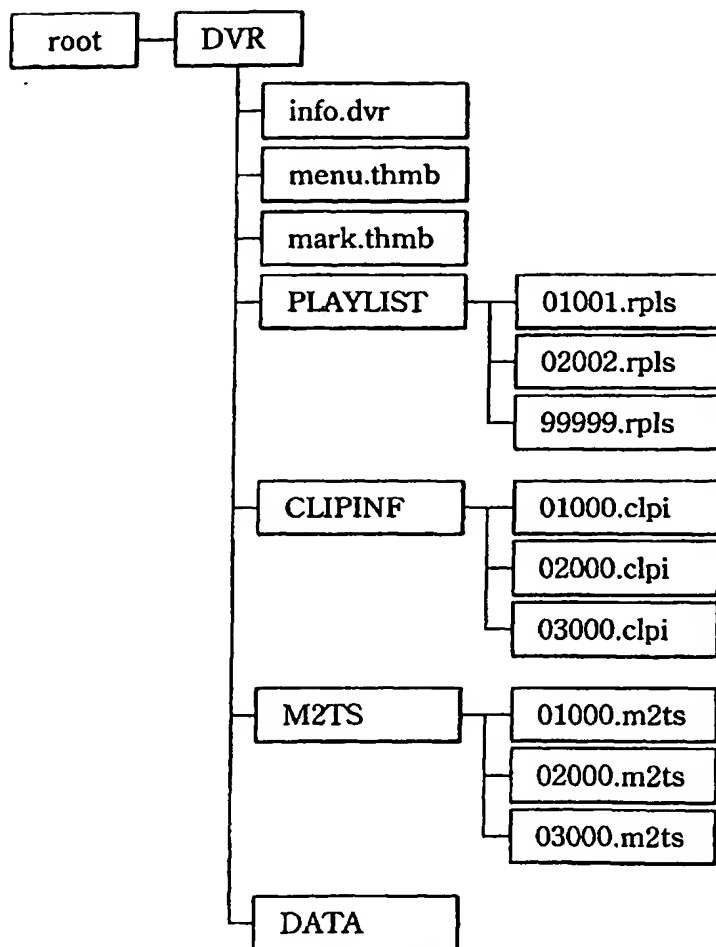 root
DVR
info.dvr
menu.thmb
mark.thmb
PLAYLIST
01001.rpls
02002.rpls
99999.rpls
CLIPINF
01000.clpi
02000.clpi
03000.clpi
M2TS
01000.m2ts
02000.m2ts
03000.m2ts
DATA